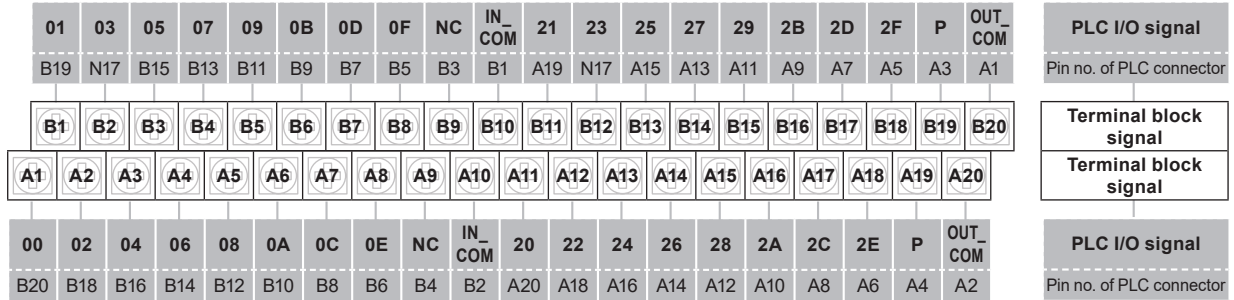 01 03 05 07 09 0B 0D 0F NC IN_COM 21 23 25 27 29 2B 2D 2F P OUT_COM PLC I/O signal
B19 N17 B15 B13 B11 B9 B7 B5 B3 B1 A19 N17 A15 A13 A11 A9 A7 A5 A3 A1 Pin no. of PLC connector
B1 B2 B3 B4 B5 B6 B7 B8 B9 B10 B11 B12 B13 B14 B15 B16 B17 B18 B19 B20 Terminal block signal
A1 A2 A3 A4 A5 A6 A7 A8 A9 A10 A11 A12 A13 A14 A15 A16 A17 A18 A19 A20 Terminal block signal
00 02 04 06 08 0A 0C 0E NC IN_COM 20 22 24 26 28 2A 2C 2E P OUT_COM PLC I/O signal
B20 B18 B16 B14 B12 B10 B8 B6 B4 B2 A20 A18 A16 A14 A12 A10 A8 A6 A4 A2 Pin no. of PLC connector